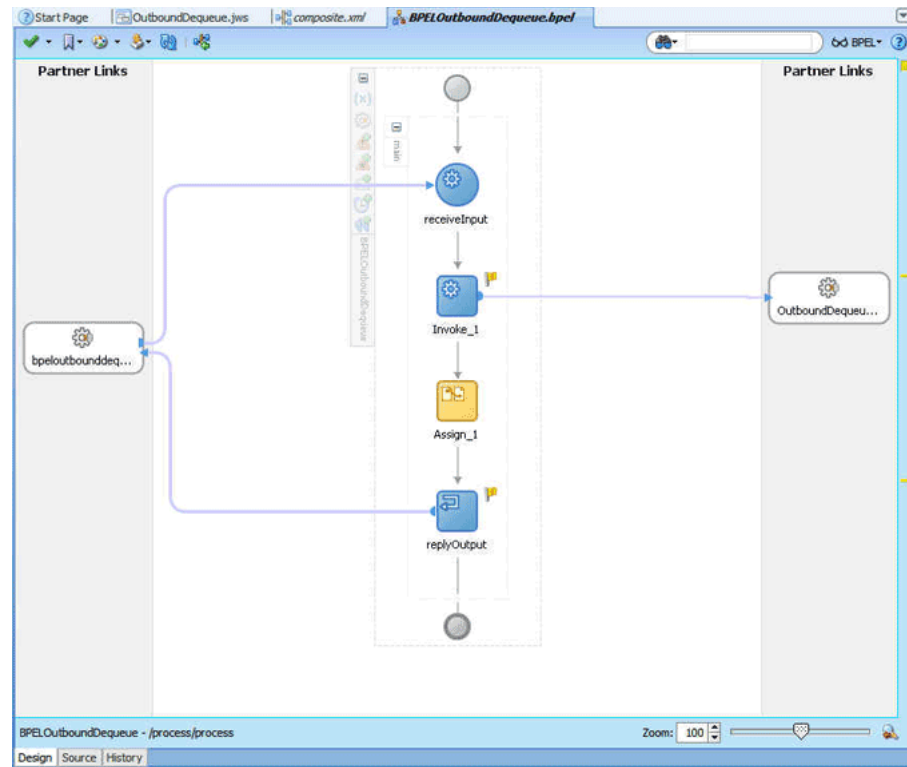 Start Page OutboundDequeue.jws composite.xml BPELOutboundDequeue.bpel
BPEL
Partner Links
Partner Links
main
receiveInput
BPELOutboundDequeue
OutboundDequeu...
Invoke_1
bpeloutbounddeq...
Assign_1
replyOutput
BPELOutboundDequeue - /process/process
Zoom: 100
Design Source History